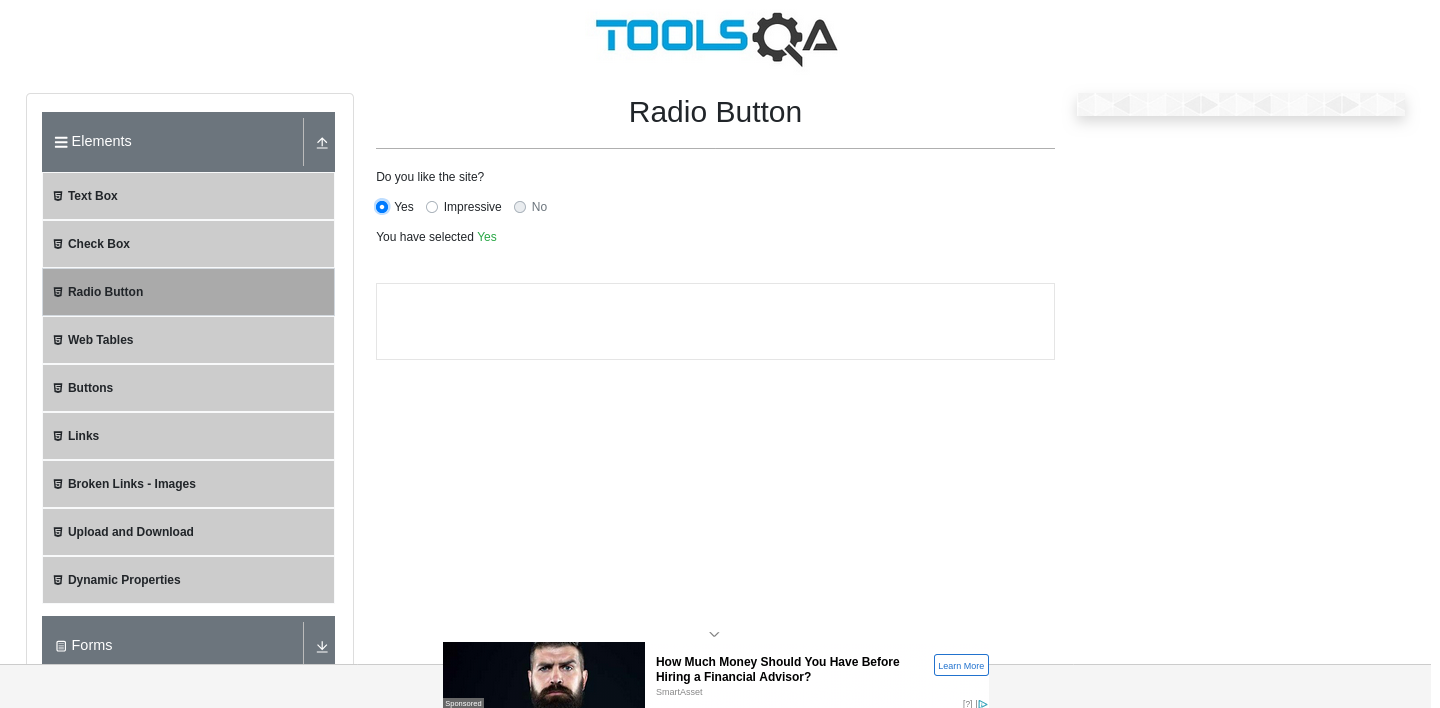 TOOLSQA
Elements
Text Box
Check Box
Radio Button
Web Tables
Buttons
Links
Broken Links - Images
Upload and Download
Dynamic Properties
Forms
Radio Button
Do you like the site?
Yes Impressive No
You have selected Yes
Sponsored
How Much Money Should You Have Before
Hiring a Financial Advisor?
SmartAsset
Learn More
[?]